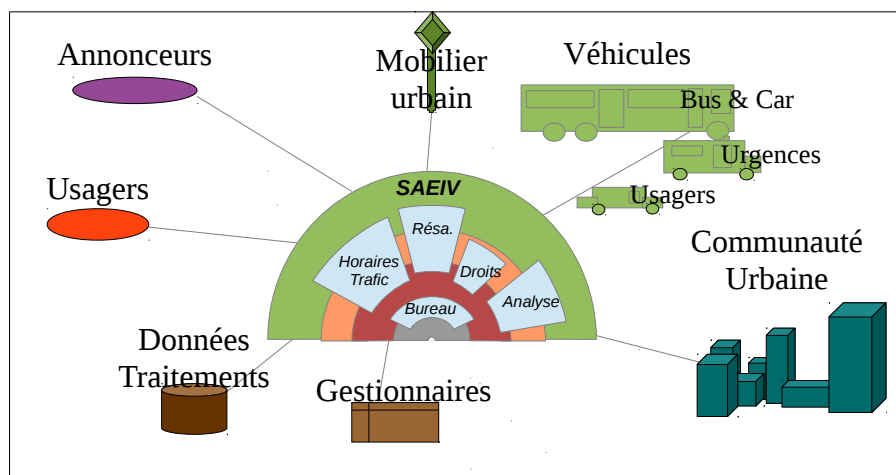 Annonceurs
Mobilier
urbain
Véhicules
Bus & Car
Urgences
Usagers
Usagers
SAEIV
Résa.
Horaires
Trafic
Droits
Analyse
Bureau
Communauté
Urbaine
Données
Traitements
Gestionnaires